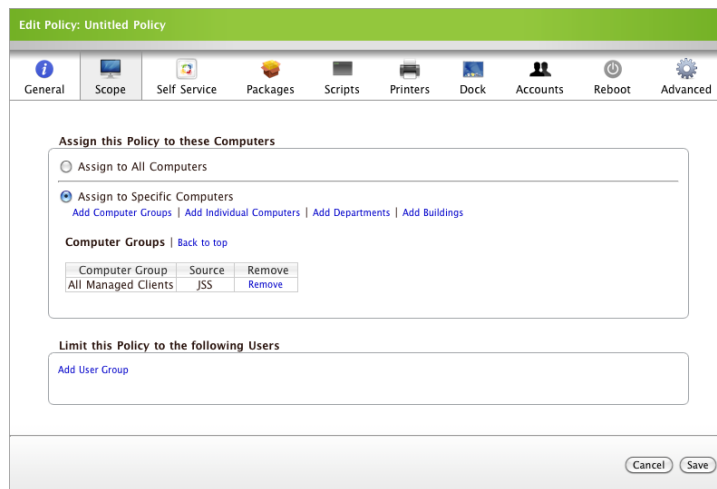 Edit Policy: Untitled Policy
General Scope Self Service Packages Scripts Printers Dock Accounts Reboot Advanced
Assign this Policy to these Computers
Assign to All Computers
Assign to Specific Computers
Add Computer Groups | Add Individual Computers | Add Departments | Add Buildings
Computer Groups | Back to top
Computer Group Source Remove
All Managed Clients JSS Remove
Limit this Policy to the following Users
Add User Group
Cancel Save